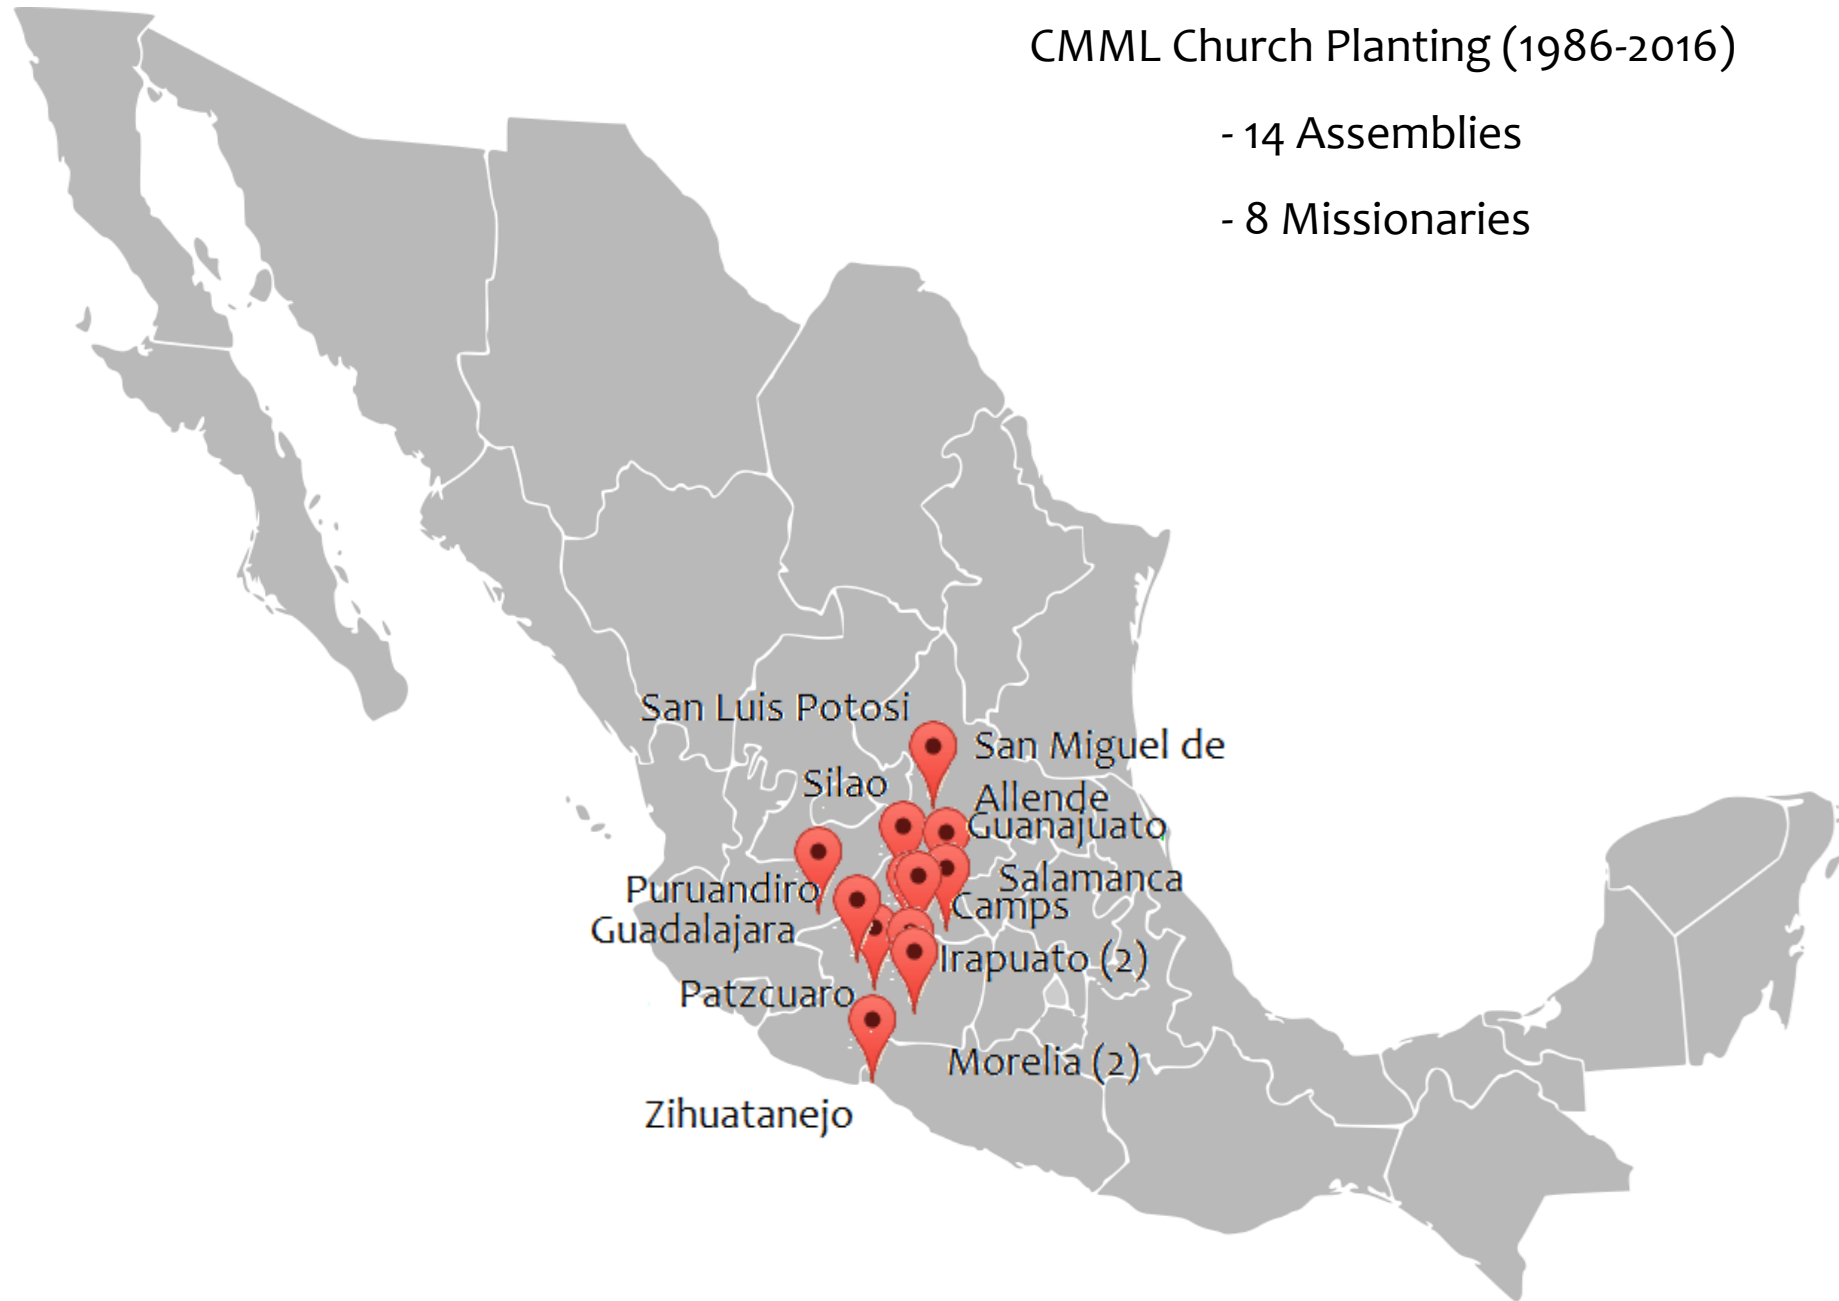 CMML Church Planting (1986-2016)
- 14 Assemblies
- 8 Missionaries
San Luis Potosi
San Miguel de
Allende
Silao
Guanajuato
Salamanca
Puruandiro
Camps
Guadalajara
Irapuato (2)
Patzcuaro
Morelia (2)
Zihuatanejo